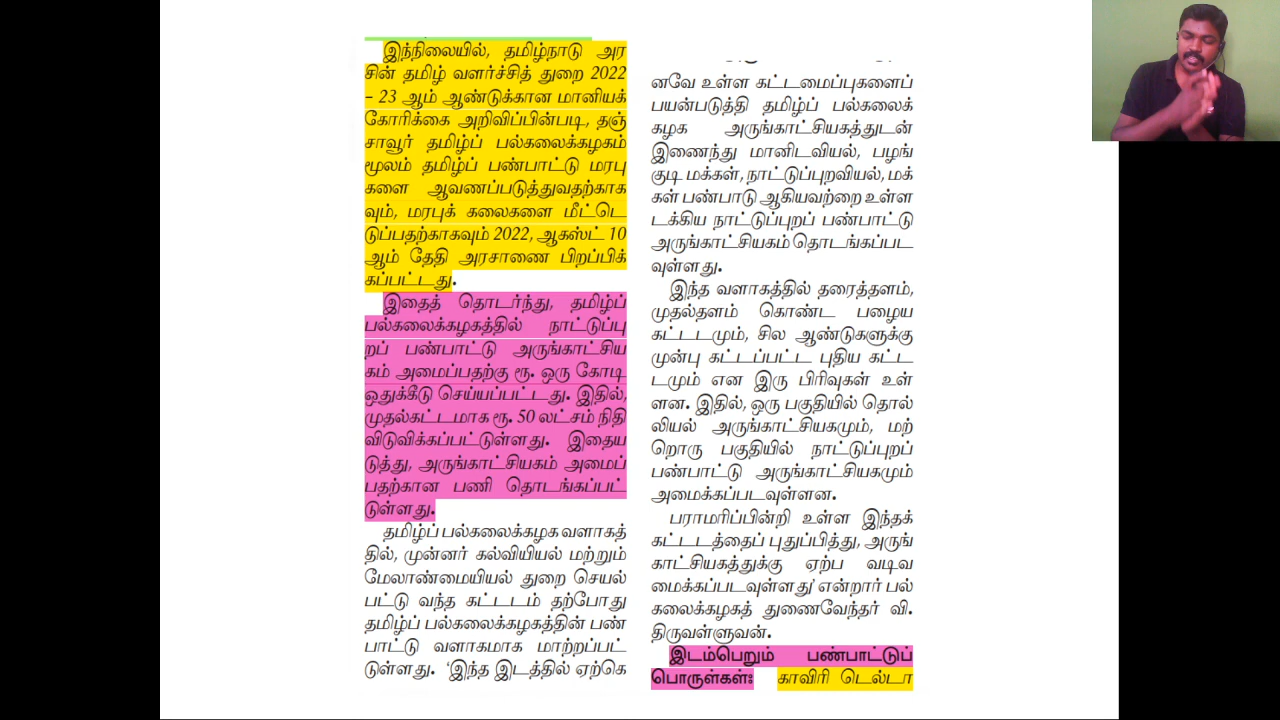 இந்நிலையில், தமிழ்நாடு அர
சின் தமிழ் வளர்ச்சித் துறை 2022
– 23 ஆம் ஆண்டுக்கான மானியக்
கோரிக்கை அறிவிப்பின்படி, தஞ்
சாவூர் தமிழ்ப் பல்கலைக்கழகம்
மூலம் தமிழ்ப் பண்பாட்டு மரபு
களை ஆவணப்படுத்துவதற்காக
வும், மரபுக் கலைகளை மீட்டெ
டுப்பதற்காகவும் 2022, ஆகஸ்ட் 10
ஆம் தேதி அரசாணை பிறப்பிக்
கப்பட்டது.
இதைத் தொடர்ந்து, தமிழ்ப்
பல்கலைக்கழகத்தில் நாட்டுப்பு
றப் பண்பாட்டு அருங்காட்சிய
கம் அமைப்பதற்கு ரூ. ஒரு கோடி
ஒதுக்கீடு செய்யப்பட்டது. இதில்,
முதல்கட்டமாக ரூ. 50 லட்சம் நிதி
விடுவிக்கப்பட்டுள்ளது. இதைய
டுத்து, அருங்காட்சியகம் அமைப்
பதற்கான பணி தொடங்கப்பட்
டுள்ளது.
தமிழ்ப் பல்கலைக்கழக வளாகத்
தில், முன்னர் கல்வியியல் மற்றும்
மேலாண்மையியல் துறை செயல்
பட்டு வந்த கட்டடம் தற்போது
தமிழ்ப் பல்கலைக்கழகத்தின் பண்
பாட்டு வளாகமாக மாற்றப்பட்
டுள்ளது. 'இந்த இடத்தில் ஏற்கெ
னவே உள்ள கட்டமைப்புகளைப்
பயன்படுத்தி தமிழ்ப் பல்கலைக்
கழக அருங்காட்சியகத்துடன்
இணைந்து மானிடவியல், பழங்
குடி மக்கள், நாட்டுப்புறவியல், மக்
கள் பண்பாடு ஆகியவற்றை உள்ள
டக்கிய நாட்டுப்புறப் பண்பாட்டு
அருங்காட்சியகம் தொடங்கப்பட
வுள்ளது.
இந்த வளாகத்தில் தரைத்தளம்,
முதல்தளம் கொண்ட பழைய
கட்டடமும், சில ஆண்டுகளுக்கு
முன்பு கட்டப்பட்ட புதிய கட்ட
டமும் என இரு பிரிவுகள் உள்
ளன. இதில், ஒரு பகுதியில் தொல்
லியல் அருங்காட்சியகமும், மற்
றொரு பகுதியில் நாட்டுப்புறப்
பண்பாட்டு அருங்காட்சியகமும்
அமைக்கப்படவுள்ளன.
பராமரிப்பின்றி உள்ள இந்தக்
கட்டடத்தைப் புதுப்பித்து, அருங்
காட்சியகத்துக்கு ஏற்ப வடிவ
மைக்கப்படவுள்ளது' என்றார் பல்
கலைக்கழகத் துணைவேந்தர் வி.
திருவள்ளுவன்.
இடம்பெறும் பண்பாட்டுப்
பொருள்கள்: காவிரி டெல்டா